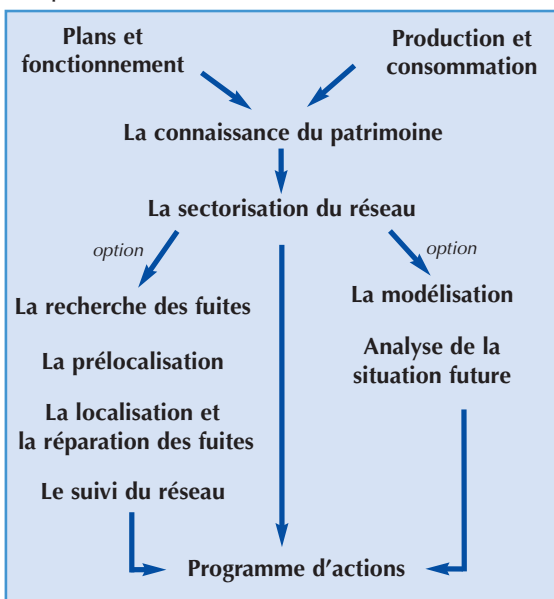 Plans et
fonctionnement
Production et
consommation
La connaissance du patrimoine
La sectorisation du réseau
option
option
La recherche des fuites
La prélocalisation
La localisation et
la réparation des fuites
Le suivi du réseau
La modélisation
Analyse de la
situation future
Programme d'actions